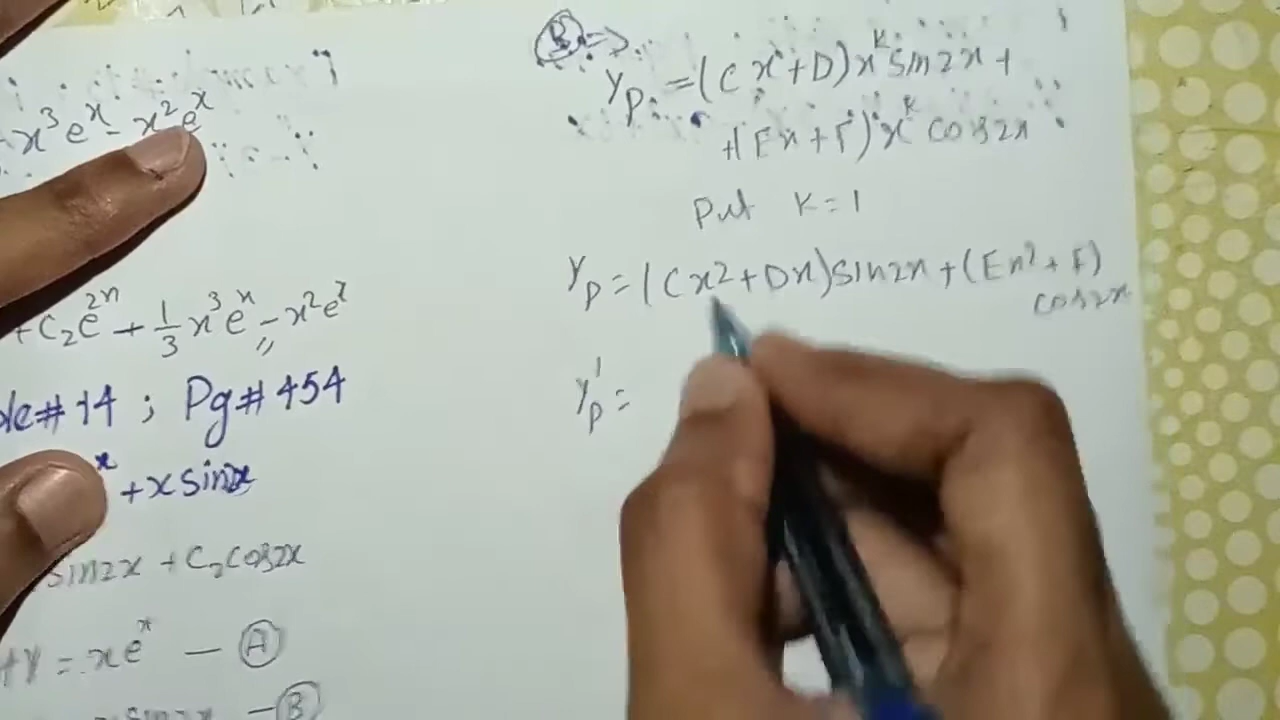 x³eˣ - x²eˣ
+ C₂e²ˣ + 1/3 x³eˣ - x²eˣ
#14 ; Pg# 454
+ x sin2x
sin2x + C₂cos2x
+y = xeˣ — (A)
— (B)
(B) ⇒
yₚ = (Cx + D)xᵏ sin2x +
+(Ex + F)xᵏ cos2x
Put K = 1
yₚ = (Cx² + Dx)sin2x + (Ex² + F)
cos2x
yₚ' =